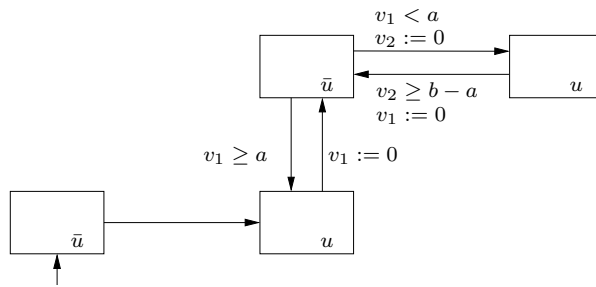 v₁ < a
v₂ := 0
ū
u
v₂ ≥ b − a
v₁ := 0
v₁ ≥ a
v₁ := 0
ū
u